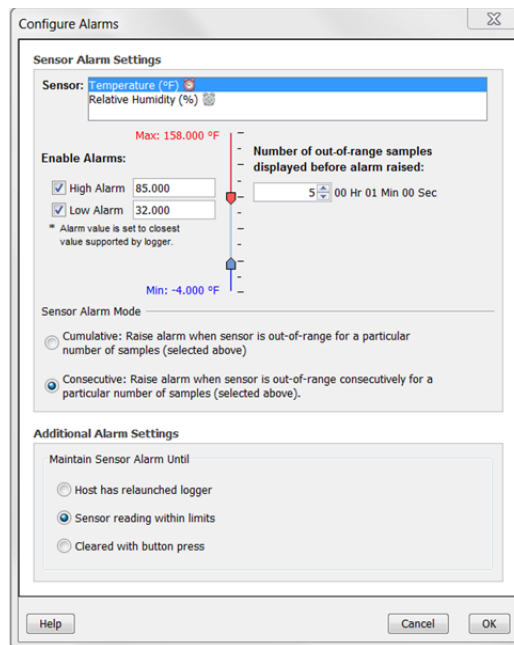 Configure Alarms
Sensor Alarm Settings
Sensor: Temperature (°F)
Relative Humidity (%)
Max: 158.000 °F
Number of out-of-range samples
displayed before alarm raised:
Enable Alarms:
High Alarm 85.000
5 00 Hr 01 Min 00 Sec
Low Alarm 32.000
* Alarm value is set to closest
value supported by logger.
Min: -4.000 °F
Sensor Alarm Mode
Cumulative: Raise alarm when sensor is out-of-range for a particular
number of samples (selected above)
Consecutive: Raise alarm when sensor is out-of-range consecutively for a
particular number of samples (selected above).
Additional Alarm Settings
Maintain Sensor Alarm Until
Host has relaunched logger
Sensor reading within limits
Cleared with button press
Help
Cancel
OK